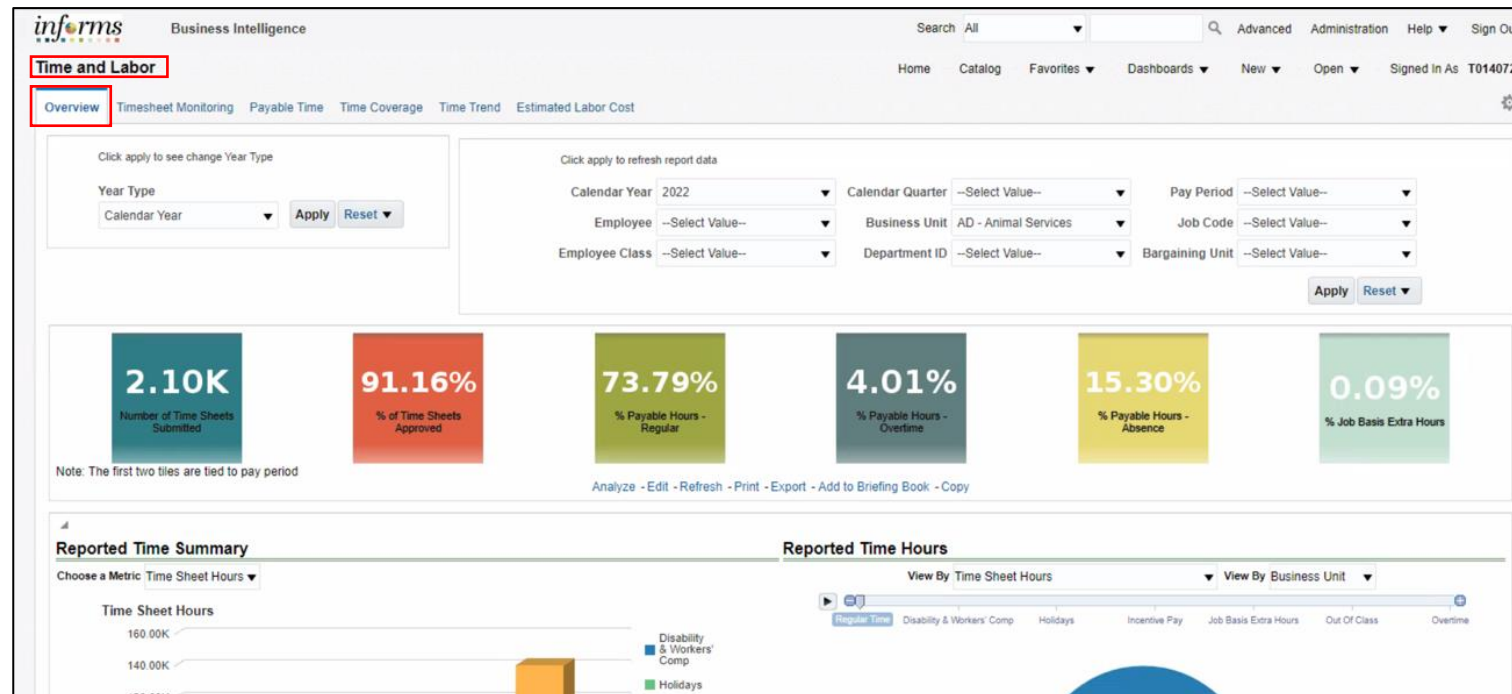 informs Business Intelligence Search All Advanced Administration Help Sign Ou
Time and Labor Home Catalog Favorites Dashboards New Open Signed In As T014072
Overview Timesheet Monitoring Payable Time Time Coverage Time Trend Estimated Labor Cost
Click apply to see change Year Type
Year Type
Calendar Year Apply Reset
Click apply to refresh report data
Calendar Year 2022 Calendar Quarter --Select Value-- Pay Period --Select Value--
Employee --Select Value-- Business Unit AD - Animal Services Job Code --Select Value--
Employee Class --Select Value-- Department ID --Select Value-- Bargaining Unit --Select Value--
Apply Reset
2.10K
Number of Time Sheets
Submitted
91.16%
% of Time Sheets
Approved
73.79%
% Payable Hours -
Regular
4.01%
% Payable Hours -
Overtime
15.30%
% Payable Hours -
Absence
0.09%
% Job Basis Extra Hours
Note: The first two tiles are tied to pay period
Analyze - Edit - Refresh - Print - Export - Add to Briefing Book - Copy
Reported Time Summary
Choose a Metric Time Sheet Hours
Time Sheet Hours
160.00K
140.00K
Disability
& Workers'
Comp
Holidays
Reported Time Hours
View By Time Sheet Hours View By Business Unit
Regular Time Disability & Workers' Comp Holidays Incentive Pay Job Basis Extra Hours Out Of Class Overtime